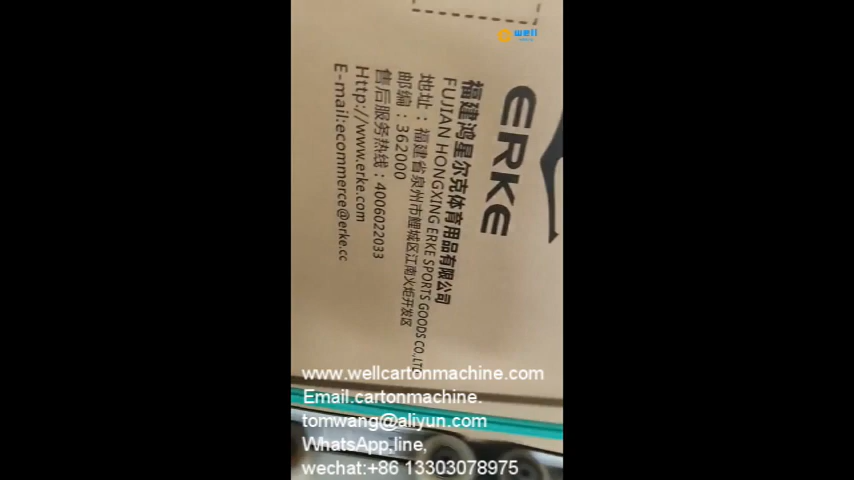 well
ERKE
福建鸿星尔克体育用品有限公司
FUJIAN HONGXING ERKE SPORTS GOODS CO.,LTD
地址：福建省泉州市鲤城区江南火炬开发区
邮编：362000
售后服务热线：4006022033
Http://www.erke.com
E-mail:ecommerce@erke.cc
www.wellcartonmachine.com
Email.cartonmachine.
tomwang@aliyun.com
WhatsApp,line,
wechat:+86 13303078975